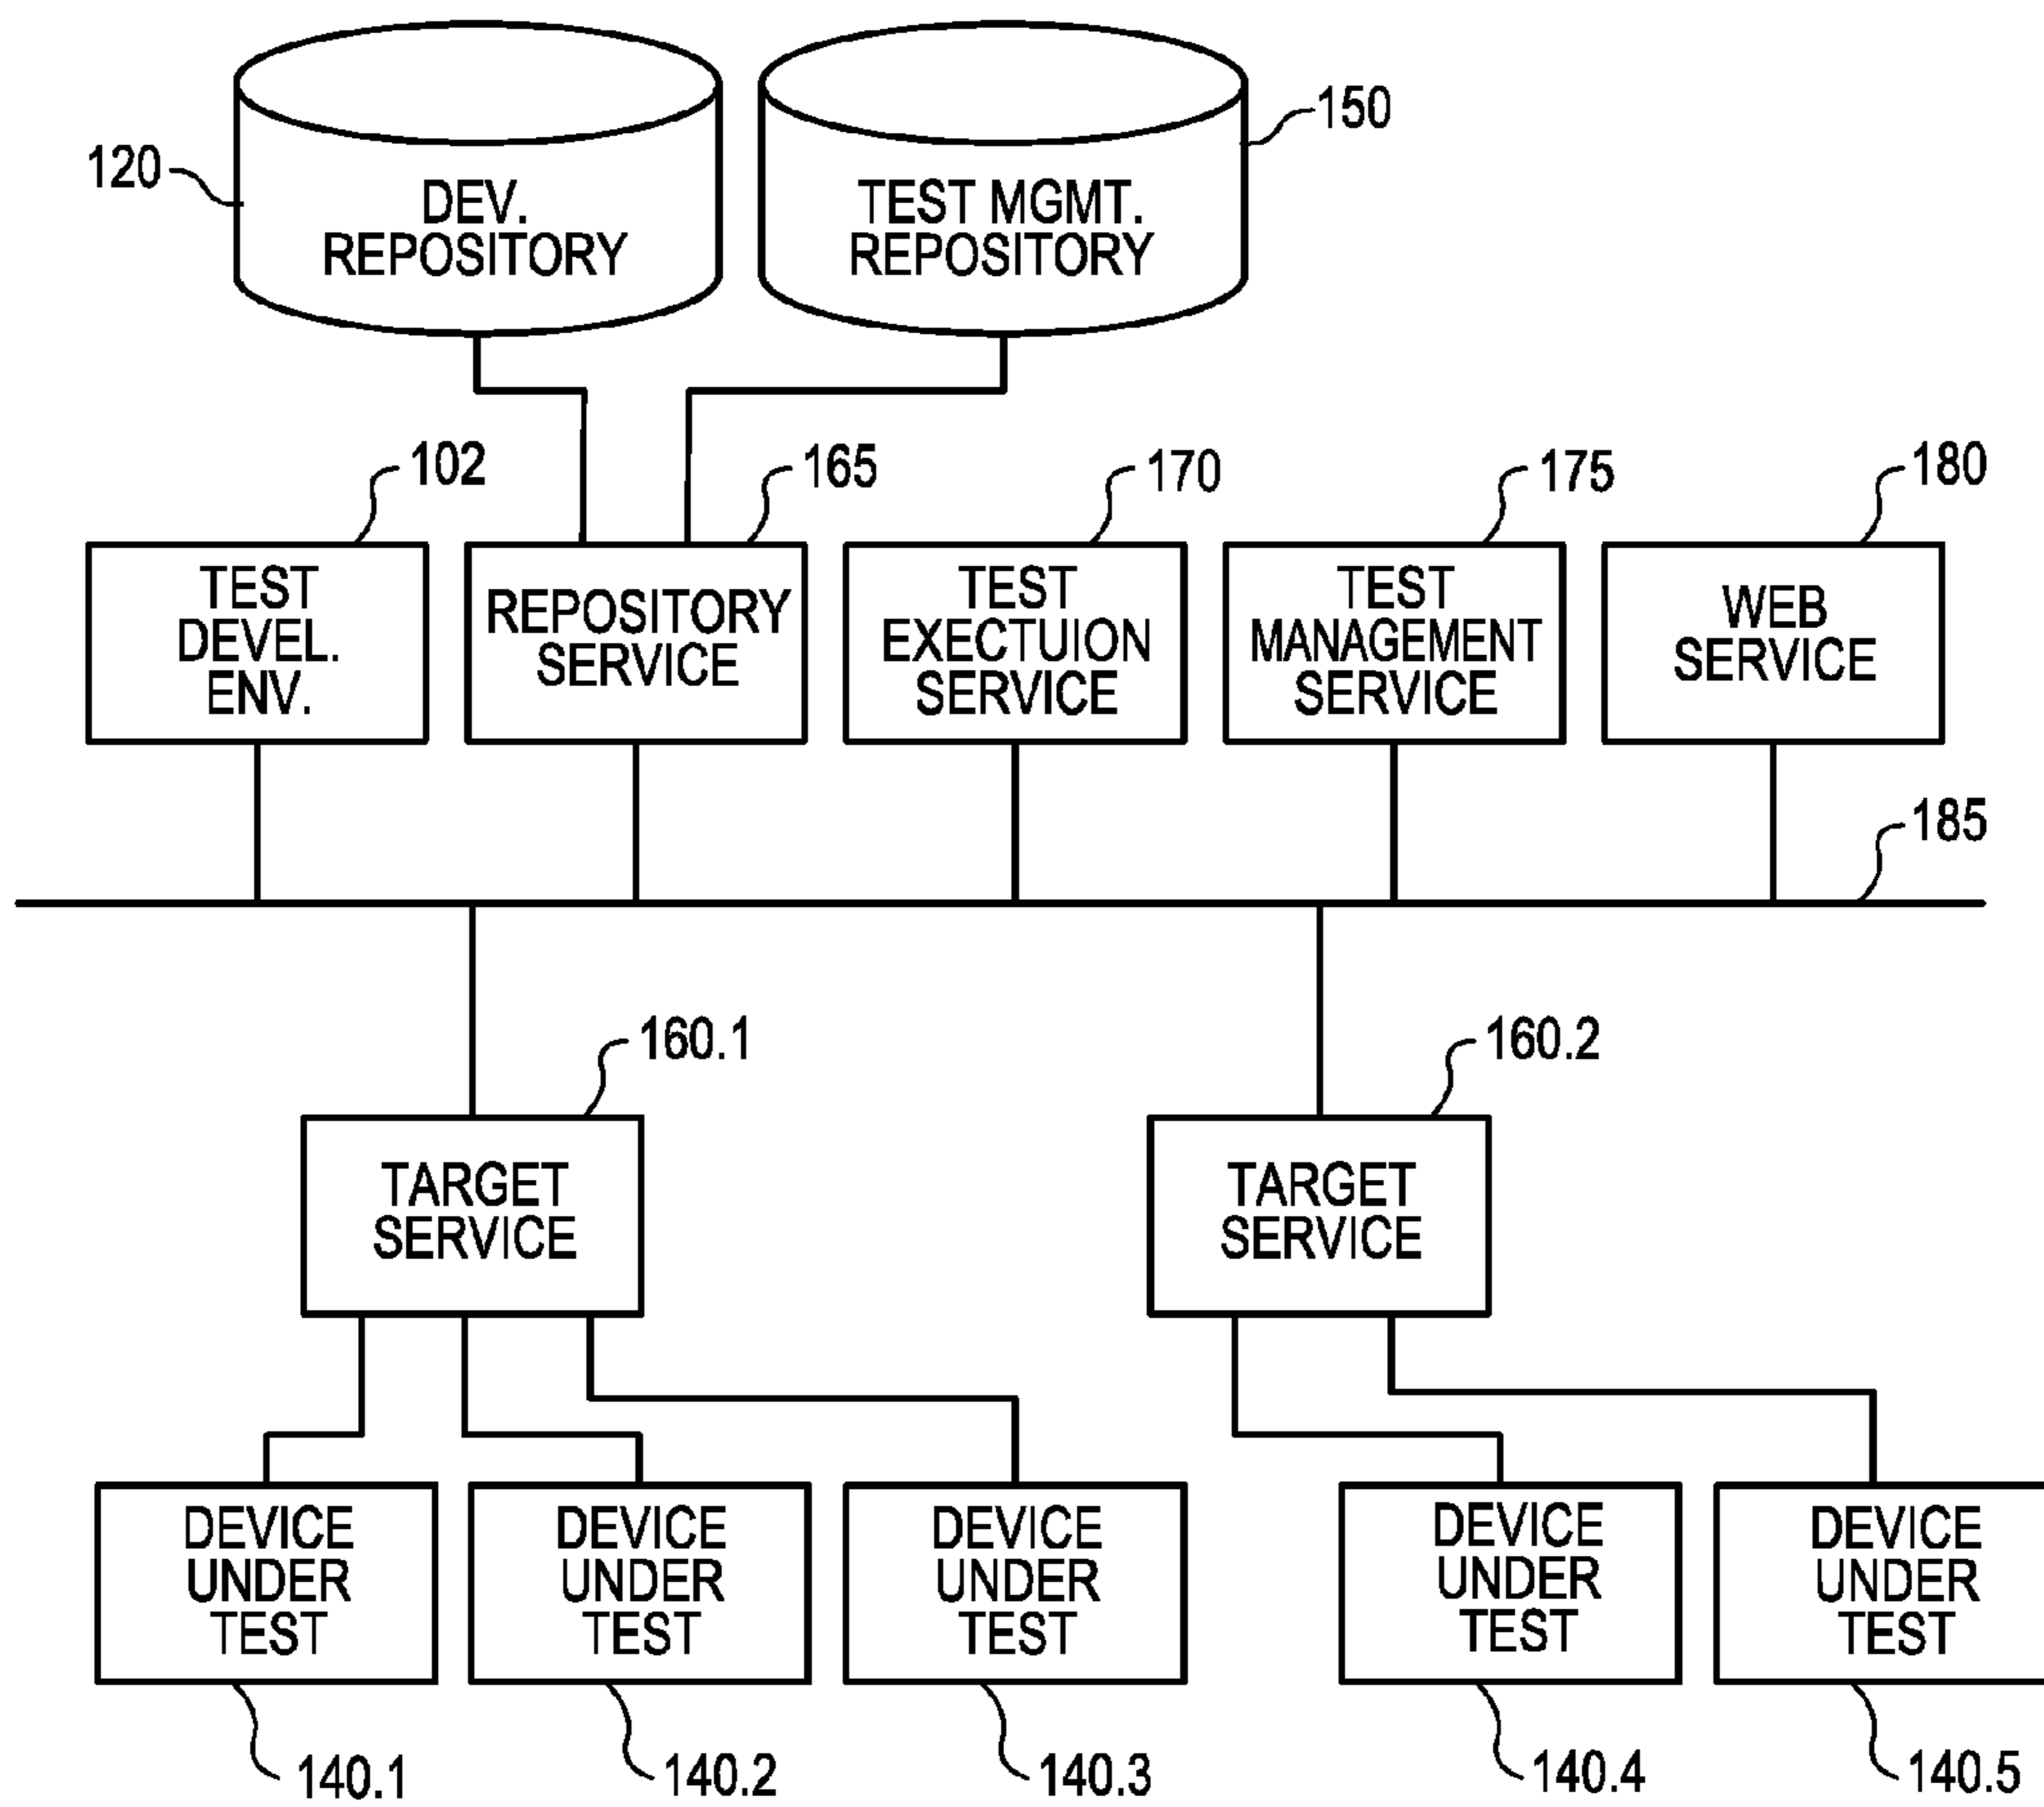 150
120
DEV.
REPOSITORY
TEST MGMT.
REPOSITORY
102
165
170
175
180
TEST
DEVEL.
ENV.
REPOSITORY
SERVICE
TEST
EXECTUION
SERVICE
TEST
MANAGEMENT
SERVICE
WEB
SERVICE
185
160.1
160.2
TARGET
SERVICE
TARGET
SERVICE
DEVICE
UNDER
TEST
DEVICE
UNDER
TEST
DEVICE
UNDER
TEST
DEVICE
UNDER
TEST
DEVICE
UNDER
TEST
140.1
140.2
140.3
140.4
140.5